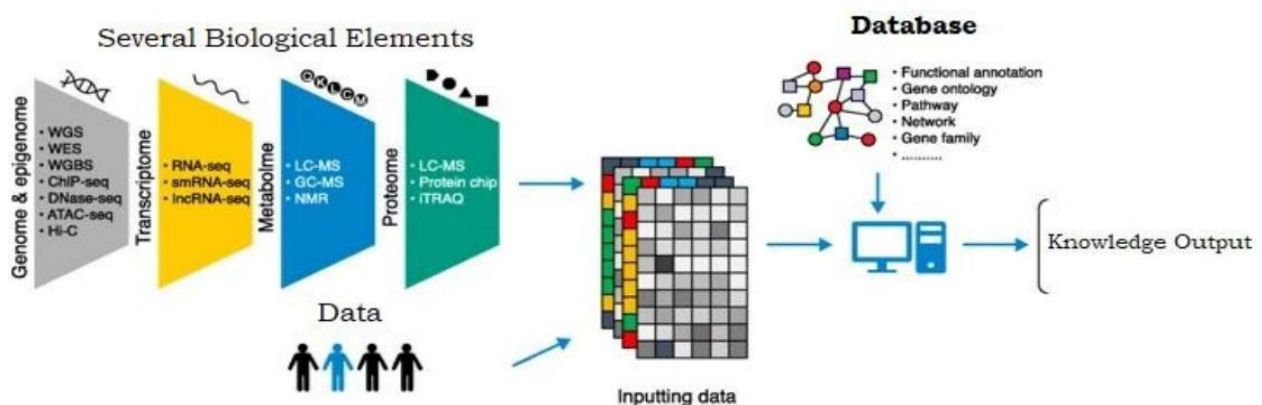 Several Biological Elements
Genome & epigenome
• WGS
• WES
• WGBS
• ChIP-seq
• DNase-seq
• ATAC-seq
• Hi-C
Transcriptome
• RNA-seq
• smRNA-seq
• lncRNA-seq
Metabolme
QKLCM
• LC-MS
• GC-MS
• NMR
Proteome
• LC-MS
• Protein chip
• iTRAQ
Data
Inputting data
Database
• Functional annotation
• Gene ontology
• Pathway
• Network
• Gene family
• ..........
Knowledge Output